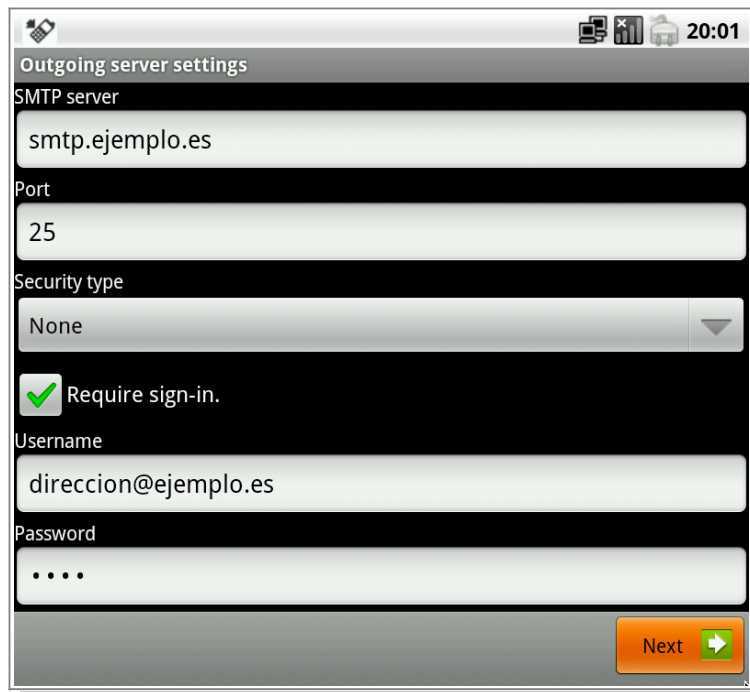 20:01
Outgoing server settings
SMTP server
smtp.ejemplo.es
Port
25
Security type
None
Require sign-in.
Username
direccion@ejemplo.es
Password
••••
Next